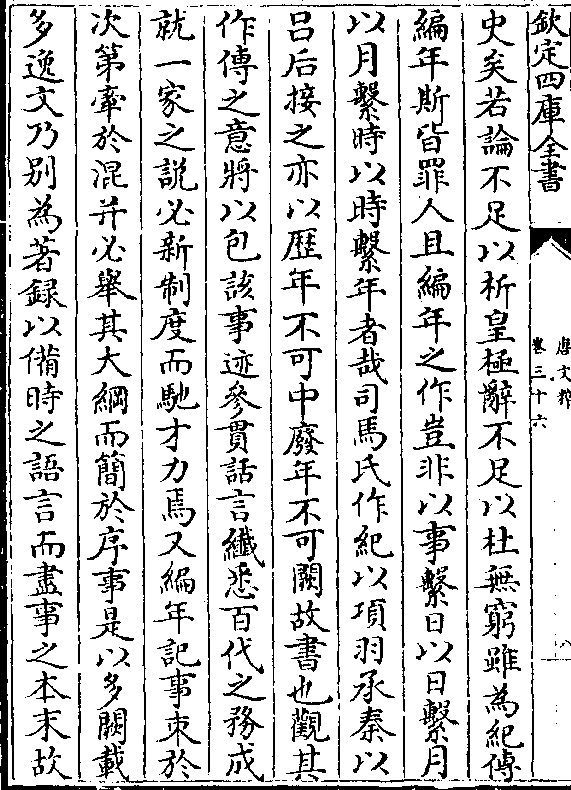 欽定四庫全書
唐文粹
卷三十六
史矣若論不足以析皇極辭不足以杜無窮雖為紀傳
編年斯皆罪人且編年之作豈非以事繫日以日繫月
以月繫時以時繫年者哉司馬氏作紀以項羽承秦以
吕后接之亦以歴年不可中廢年不可闕故書也觀其
作傳之意將以包該事迹參貫話言纖悉百代之務成
就一家之説必新制度而馳才力焉又編年記事束於
次第牽於混并必舉其大綱而簡於序事是以多闕載
多逸文乃别為著録以備時之語言而盡事之本末故